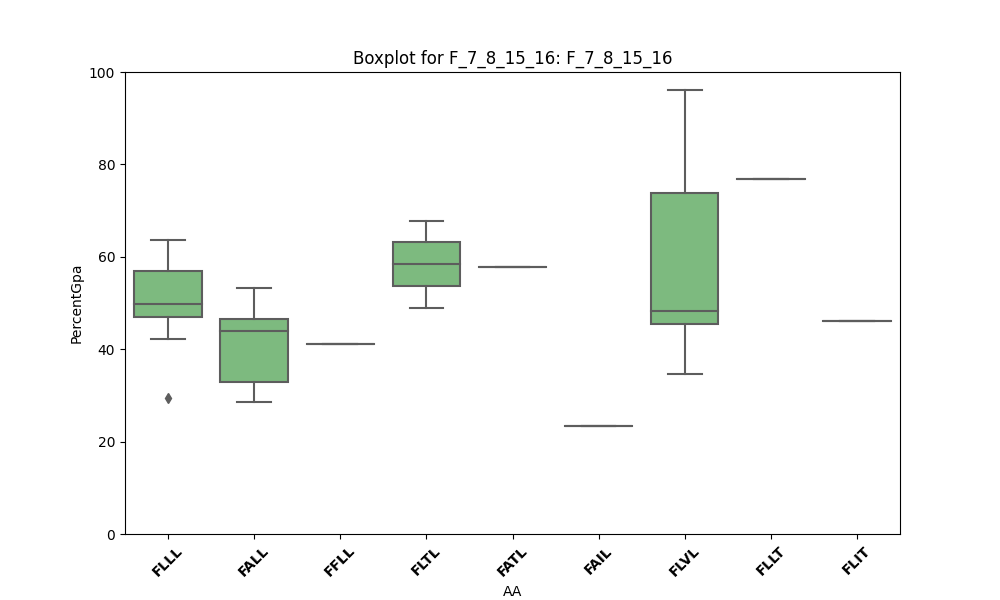 Boxplot for F_7_8_15_16: F_7_8_15_16
100
80
60
40
20
0
PercentGpa
FLLL
FALL
FFLL
FLTL
FATL
FAIL
FLVL
FLLT
FLIT
AA